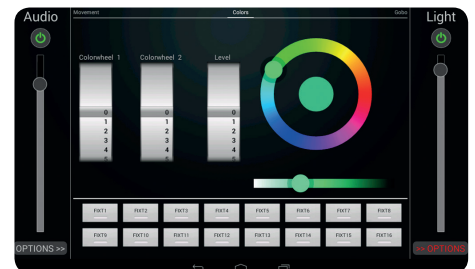 Audio
Movement
Colors
Gobo
Light
Colorwheel 1
Colorwheel 2
Level
0
1
2
3
4
0
1
2
3
4
0
1
2
3
4
FIXT1
FIXT2
FIXT3
FIXT4
FIXT5
FIXT6
FIXT7
FIXT8
FIXT9
FIXT10
FIXT11
FIXT12
FIXT13
FIXT14
FIXT15
FIXT16
OPTIONS >>
>> OPTIONS